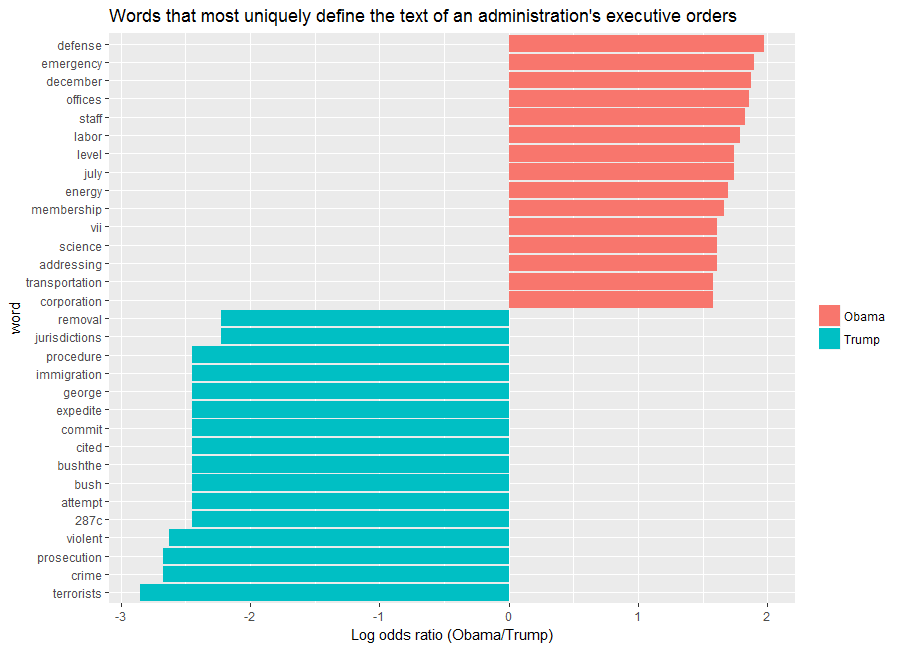 Words that most uniquely define the text of an administration's executive orders
defense
emergency
december
offices
staff
labor
level
july
energy
membership
vii
science
addressing
transportation
corporation
removal
jurisdictions
procedure
immigration
george
expedite
commit
cited
bushthe
bush
attempt
287c
violent
prosecution
crime
terrorists
word
-3 -2 -1 0 1 2
Log odds ratio (Obama/Trump)
Obama
Trump